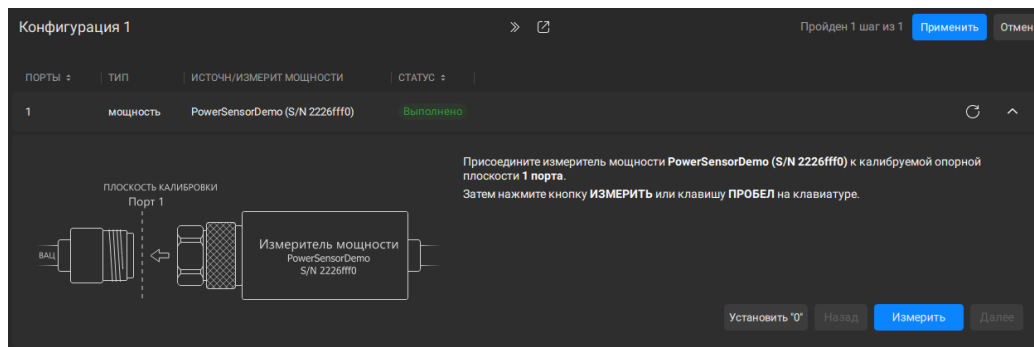 Конфигурация 1
Пройден 1 шаг из 1
Применить
Отмен
ПОРТЫ
ТИП
ИСТОЧН/ИЗМЕРИТ МОЩНОСТИ
СТАТУС
1
мощность
PowerSensorDemo (S/N 2226fff0)
Выполнено
Присоедините измеритель мощности PowerSensorDemo (S/N 2226fff0) к калибруемой опорной
плоскости 1 порта.
Затем нажмите кнопку ИЗМЕРИТЬ или клавишу ПРОБЕЛ на клавиатуре.
ПЛОСКОСТЬ КАЛИБРОВКИ
Порт 1
ВАЦ
Измеритель мощности
PowerSensorDemo
S/N 2226fff0
Установить "0"
Назад
Измерить
Далее